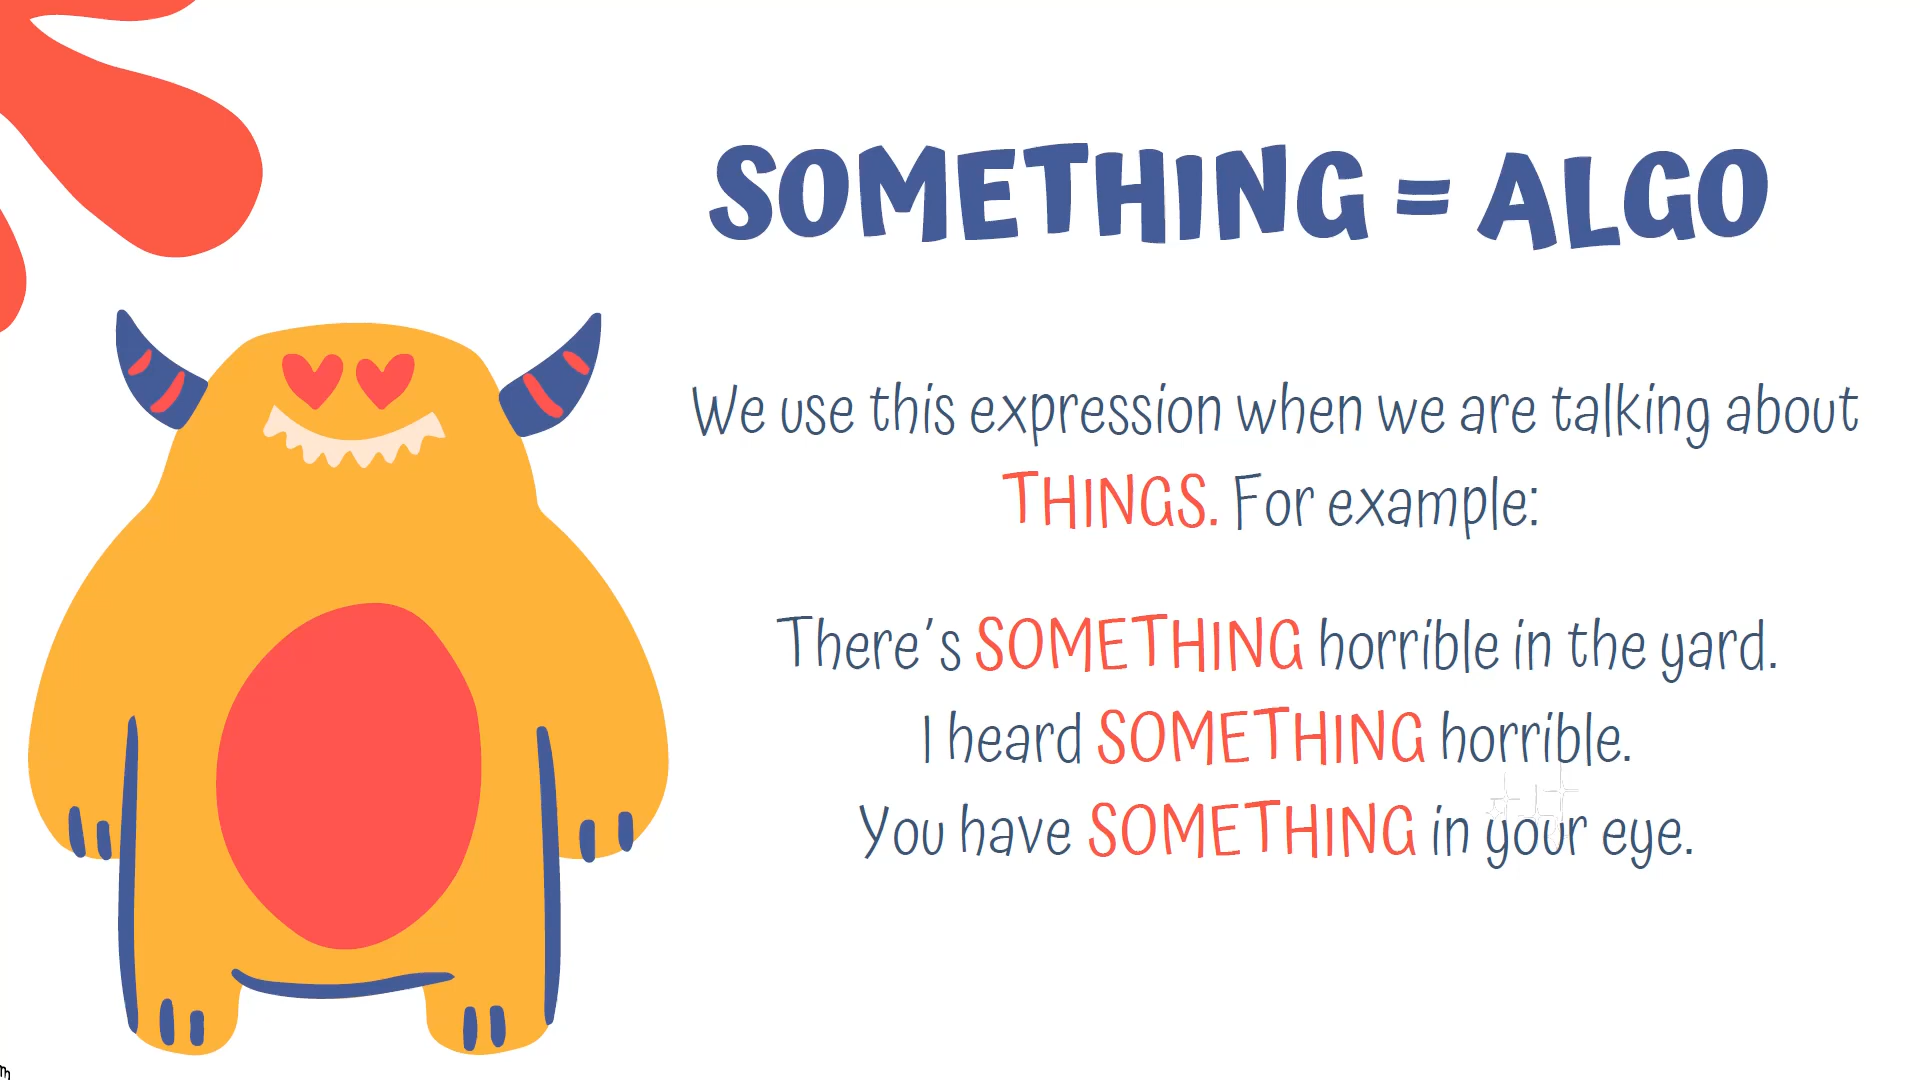 SOMETHING = ALGO
We use this expression when we are talking about
THINGS. For example:
There's SOMETHING horrible in the yard.
I heard SOMETHING horrible.
You have SOMETHING in your eye.